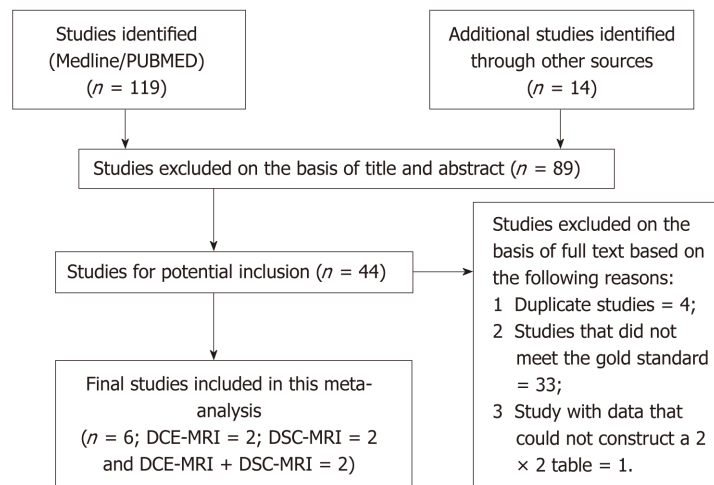 Studies identified
(Medline/PUBMED)
(n = 119)
Additional studies identified
through other sources
(n = 14)
Studies excluded on the basis of title and abstract (n = 89)
Studies for potential inclusion (n = 44)
Studies excluded on the
basis of full text based on
the following reasons:
1 Duplicate studies = 4;
2 Studies that did not
meet the gold standard
= 33;
3 Study with data that
could not construct a 2
× 2 table = 1.
Final studies included in this meta-
analysis
(n = 6; DCE-MRI = 2; DSC-MRI = 2
and DCE-MRI + DSC-MRI = 2)